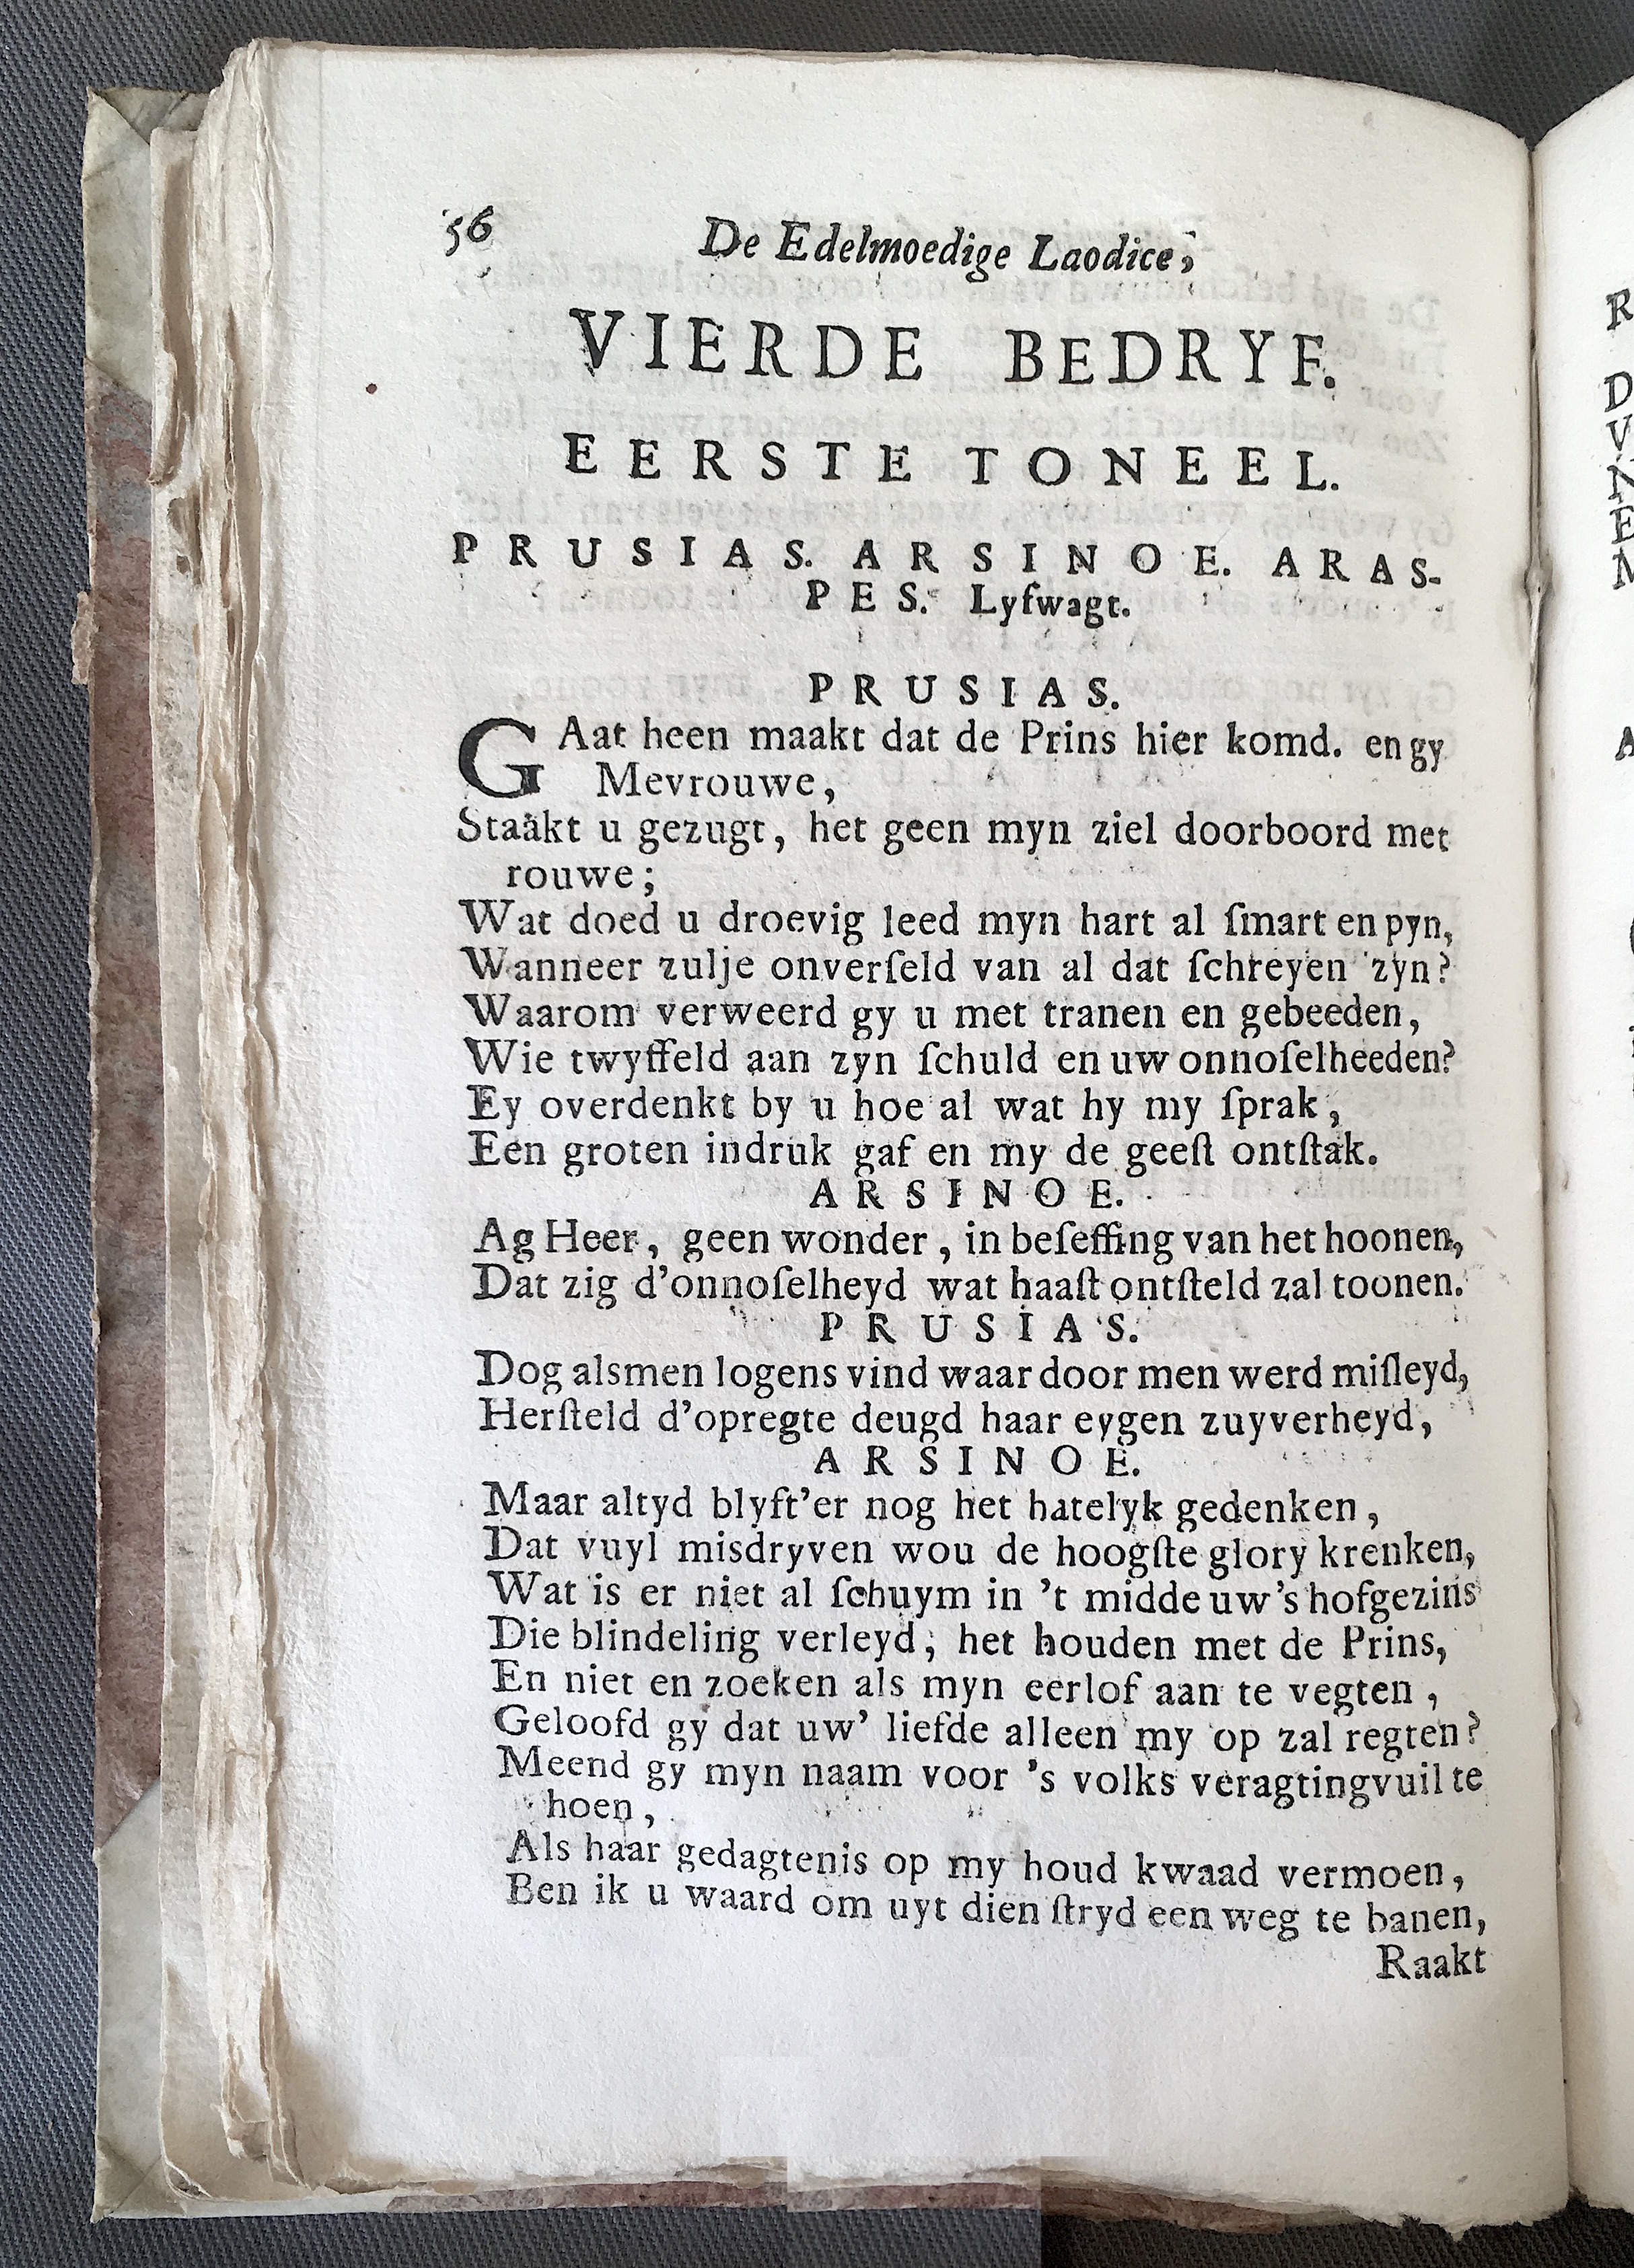 56 De Edelmoedige Laodice,
VIERDE BEDRYF.
EERSTE TONEEL.
PRUSIAS. ARSINOE. ARAS-
PES. Lyfwagt.
PRUSIAS.
GAat heen maakt dat de Prins hier komd. en gy
Mevrouwe,
Staakt u gezugt, het geen myn ziel doorboord met
rouwe;
Wat doed u droevig leed myn hart al ſmart en pyn,
Wanneer zulje onverſeld van al dat ſchreyen zyn?
Waarom verweerd gy u met tranen en gebeeden,
Wie twyffeld aan zyn ſchuld en uw onnoſelheeden?
Ey overdenkt by u hoe al wat hy my ſprak,
Een groten indruk gaf en my de geeſt ontſtak.
ARSINOE.
Ag Heer, geen wonder, in beſeffing van het hoonen,
Dat zig d'onnoſelheyd wat haaſt ontſteld zal toonen.
PRUSIAS.
Dog alsmen logens vind waar door men werd miſleyd,
Herſteld d'opregte deugd haar eygen zuyverheyd,
ARSINOE.
Maar altyd blyft'er nog het hatelyk gedenken,
Dat vuyl misdryven wou de hoogſte glory krenken,
Wat is er niet al ſchuym in 't midde uw's hofgezins
Die blindeling verleyd, het houden met de Prins,
En niet en zoeken als myn eerlof aan te vegten,
Geloofd gy dat uw' liefde alleen my op zal regten?
Meend gy myn naam voor 's volks veragtingvuil te
hoen,
Als haar gedagtenis op my houd kwaad vermoen,
Ben ik u waard om uyt dien ſtryd een weg te banen,
Raakt